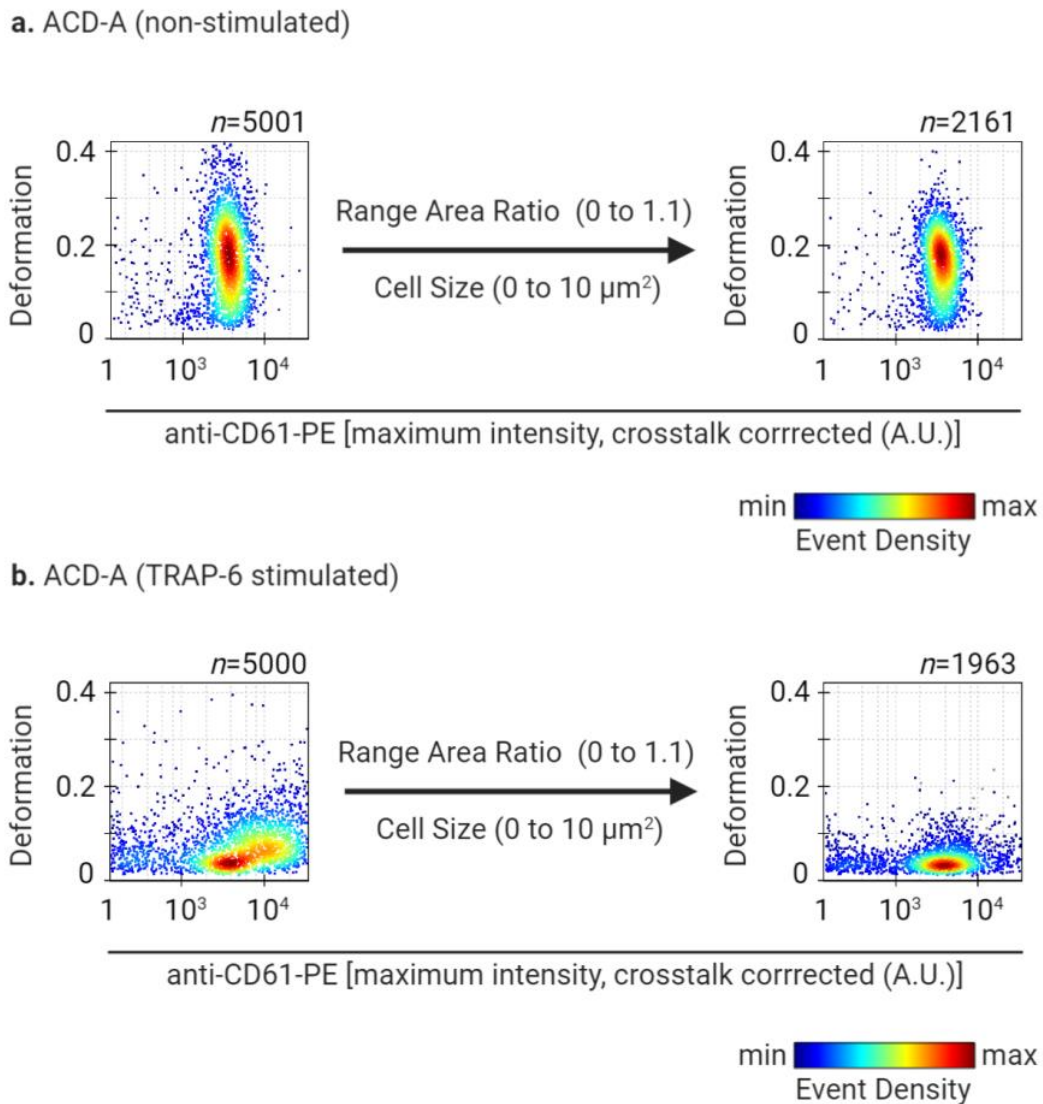 a. ACD-A (non-stimulated)
n=5001
n=2161
Deformation
0.4
0.2
0
1
10³
10⁴
Range Area Ratio (0 to 1.1)
Cell Size (0 to 10 µm²)
Deformation
0.4
0.2
0
1
10³
10⁴
anti-CD61-PE [maximum intensity, crosstalk corrrected (A.U.)]
min
max
Event Density
b. ACD-A (TRAP-6 stimulated)
n=5000
n=1963
Deformation
0.4
0.2
0
1
10³
10⁴
Range Area Ratio (0 to 1.1)
Cell Size (0 to 10 µm²)
Deformation
0.4
0.2
0
1
10³
10⁴
anti-CD61-PE [maximum intensity, crosstalk corrrected (A.U.)]
min
max
Event Density